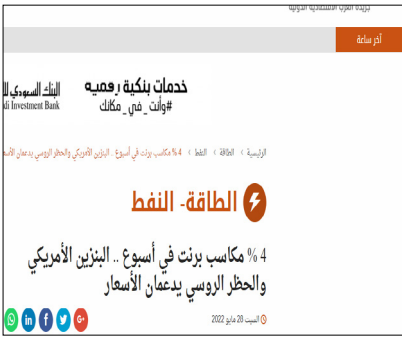 جريدة العرب الاقتصادية الدولية
آخر ساعة
خدمات بنكية رقمية
#وأنت_في_مكانك
البنك السعودي
di Investment Bank
الرئيسية > الطاقة > النفط > 4 % مكاسب برنت في أسبوع .. البنزين الأمريكي والحظر الروسي يدعمان
الطاقة- النفط
4 % مكاسب برنت في أسبوع .. البنزين الأمريكي
والحظر الروسي يدعمان الأسعار
السبت 28 مايو 2022